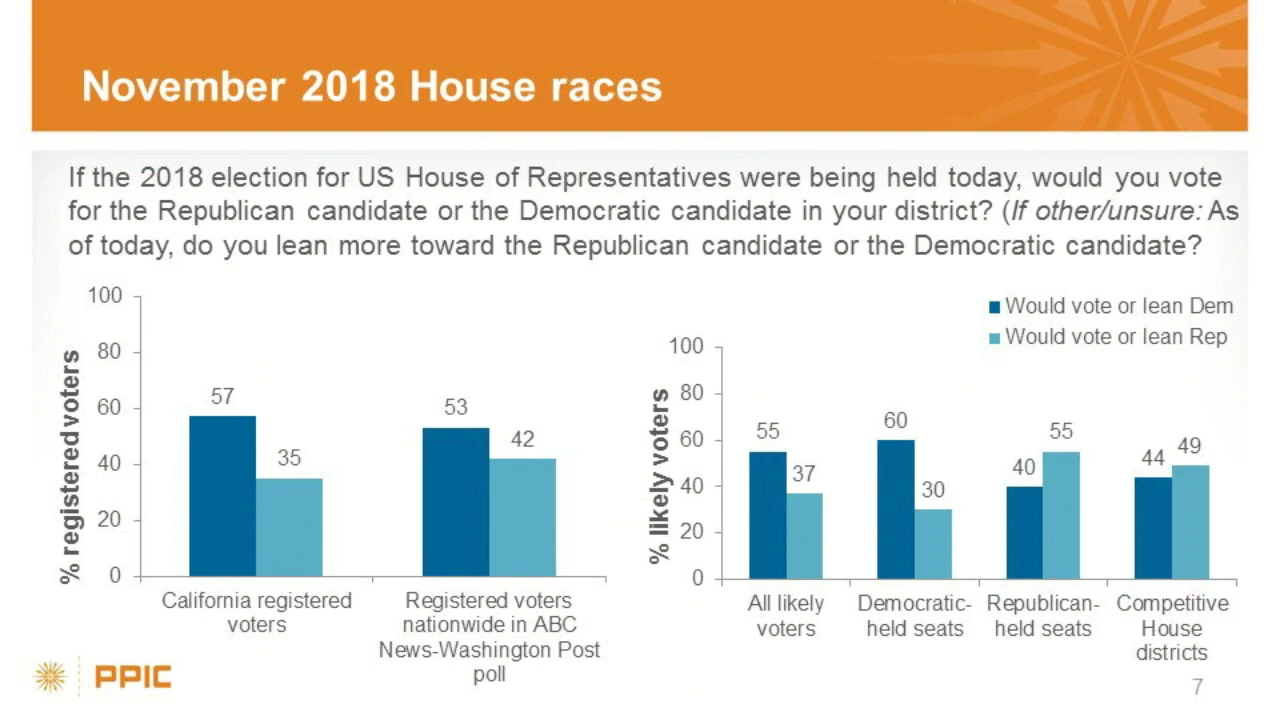 November 2018 House races
If the 2018 election for US House of Representatives were being held today, would you vote
for the Republican candidate or the Democratic candidate in your district? (If other/unsure: As
of today, do you lean more toward the Republican candidate or the Democratic candidate?
% registered voters
100
80
60
40
20
0
57
35
53
42
California registered
voters
Registered voters
nationwide in ABC
News-Washington Post
poll
Would vote or lean Dem
Would vote or lean Rep
% likely voters
100
80
60
40
20
0
55
37
60
30
40
55
44
49
All likely
voters
Democratic-
held seats
Republican-
held seats
Competitive
House
districts
PPIC
7